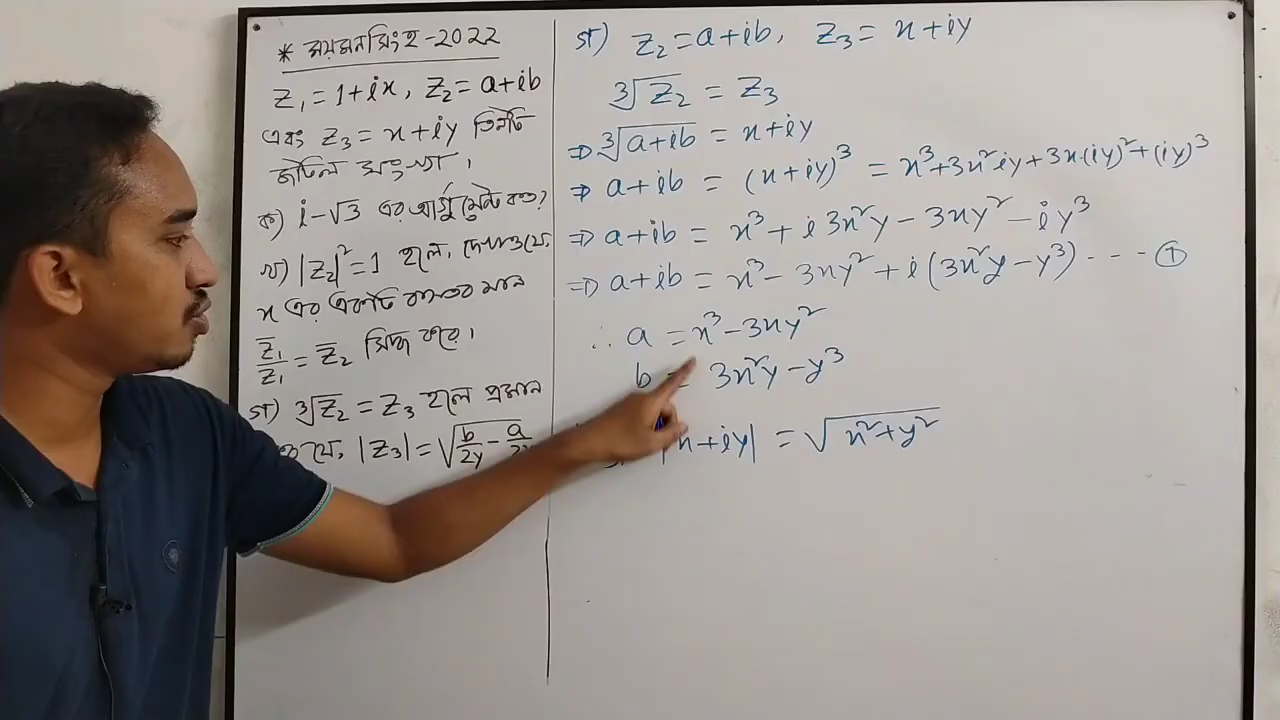 * ময়মনসিংহ-2022
z₁ = 1+ix, z₂ = a+ib
এবং z₃ = x+iy তিনটি
জটিল সংখ্যা।
ক) i-√3 এর আর্গুমেন্ট কত?
খ) |z₂|² = 1 হলে, দেখাও যে,
x এর একটি বাস্তব মান
z̅₁/z₁ = z̅₂ সিদ্ধ করে।
গ) ∛z₂ = z₃ হলে প্রমাণ
যে, |z₃| = √(b/2y - a/2x
গ) z₂ = a+ib, z₃ = x+iy
∛z₂ = z₃
⇒ ∛(a+ib) = x+iy
⇒ a+ib = (x+iy)³ = x³+3x²iy+3x·(iy)²+(iy)³
⇒ a+ib = x³ + i3x²y - 3xy² - iy³
⇒ a+ib = x³ - 3xy² + i(3x²y - y³) --- ①
∴ a = x³ - 3xy²
b = 3x²y - y³
|x+iy| = √(x²+y²)